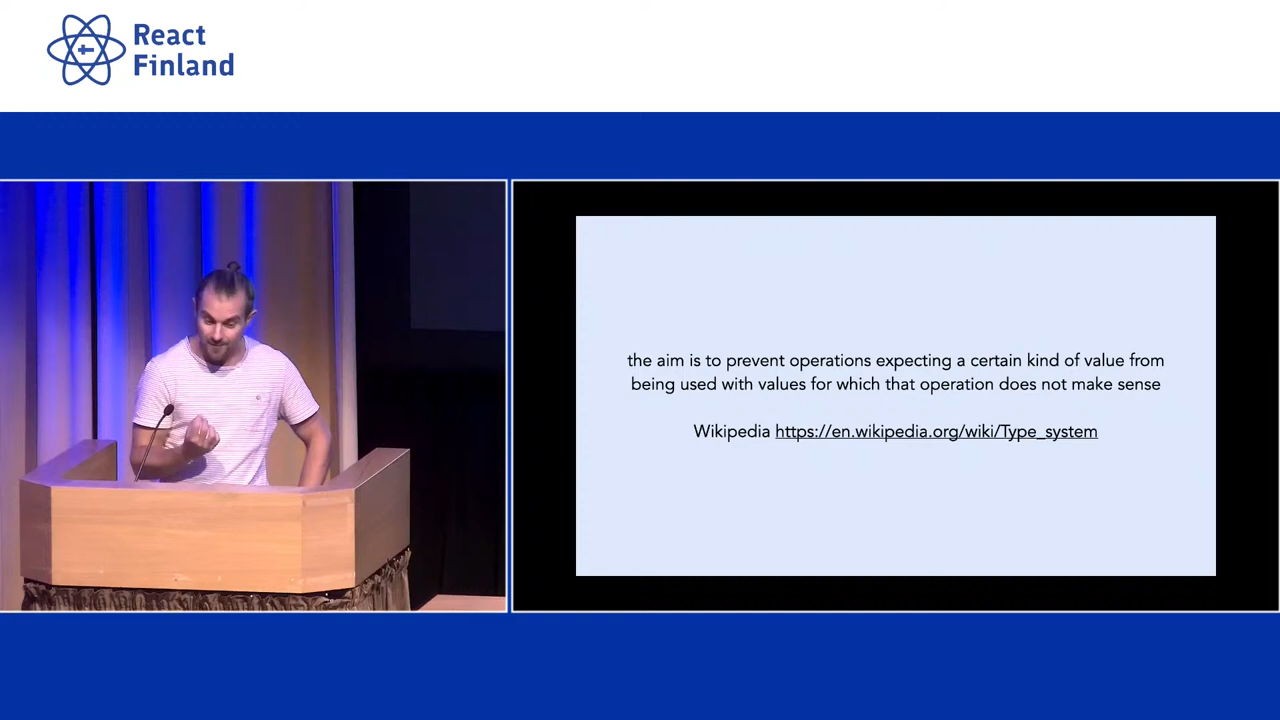 React
Finland
the aim is to prevent operations expecting a certain kind of value from
being used with values for which that operation does not make sense
Wikipedia https://en.wikipedia.org/wiki/Type_system